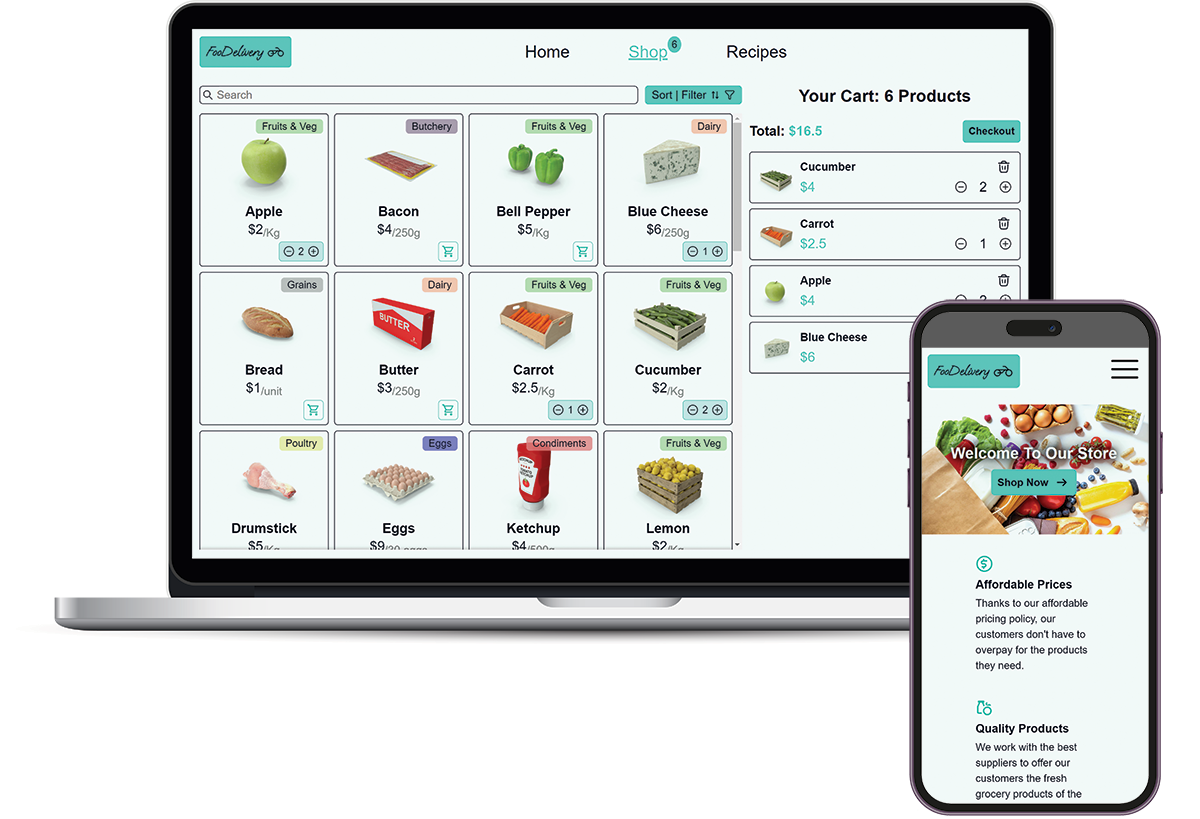 FooDelivery
Home
Shop
6
Recipes
Search
Sort | Filter
Your Cart: 6 Products
Total: $16.5
Checkout
Fruits & Veg
Apple
$2/Kg
2
Butchery
Bacon
$4/250g
Fruits & Veg
Bell Pepper
$5/Kg
Dairy
Blue Cheese
$6/250g
1
Grains
Bread
$1/unit
Dairy
BUTTER
Butter
$3/250g
Fruits & Veg
Carrot
$2.5/Kg
1
Fruits & Veg
Cucumber
$2/Kg
2
Poultry
Drumstick
$5/Kg
Eggs
Eggs
$9/30 eggs
Condiments
KETCHUP
TOMATO
KETCHUP
Ketchup
$4/500g
Fruits & Veg
Lemon
$2/Kg
Cucumber
$4
2
Carrot
$2.5
1
Apple
$4
2
Blue Cheese
$6
FooDelivery
Welcome To Our Store
Shop Now
Affordable Prices
Thanks to our affordable
pricing policy, our
customers don't have to
overpay for the products
they need.
Quality Products
We work with the best
suppliers to offer our
customers the fresh
grocery products of the